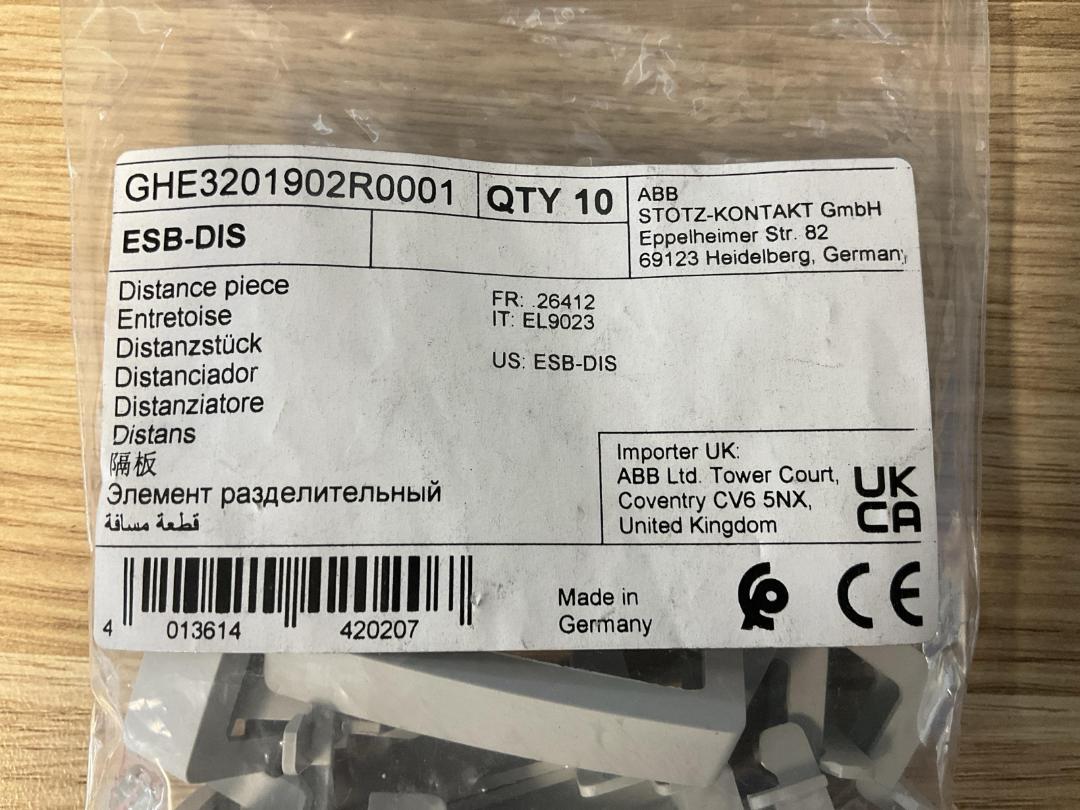 GHE3201902R0001
QTY 10
ABB
STOTZ-KONTAKT GmbH
Eppelheimer Str. 82
69123 Heidelberg, Germany
ESB-DIS
Distance piece
Entretoise
Distanzstück
Distanciador
Distanziatore
Distans
隔板
Элемент разделительный
قطعة مسافة
FR: .26412
IT: EL9023
US: ESB-DIS
Importer UK:
ABB Ltd. Tower Court,
Coventry CV6 5NX,
United Kingdom
UK
CA
4 013614 420207
Made in
Germany
CE